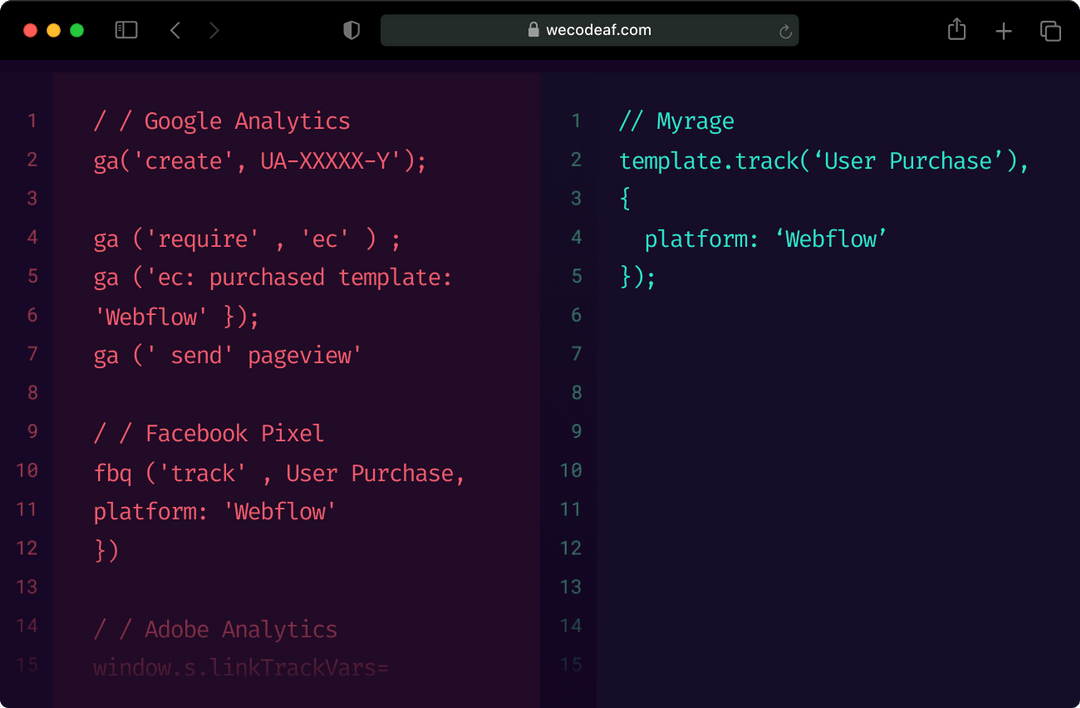 wecodeaf.com
1 / / Google Analytics
2 ga('create', UA-XXXXX-Y');
3
4 ga ('require' , 'ec' ) ;
5 ga ('ec: purchased template:
6 'Webflow' });
7 ga (' send' pageview'
8
9 / / Facebook Pixel
10 fbq ('track' , User Purchase,
11 platform: 'Webflow'
12 })
13
14 / / Adobe Analytics
15 window.s.linkTrackVars=
1 // Myrage
2 template.track(‘User Purchase’),
3 {
4 platform: ‘Webflow’
5 });
6
7
8
9
10
11
12
13
14
15